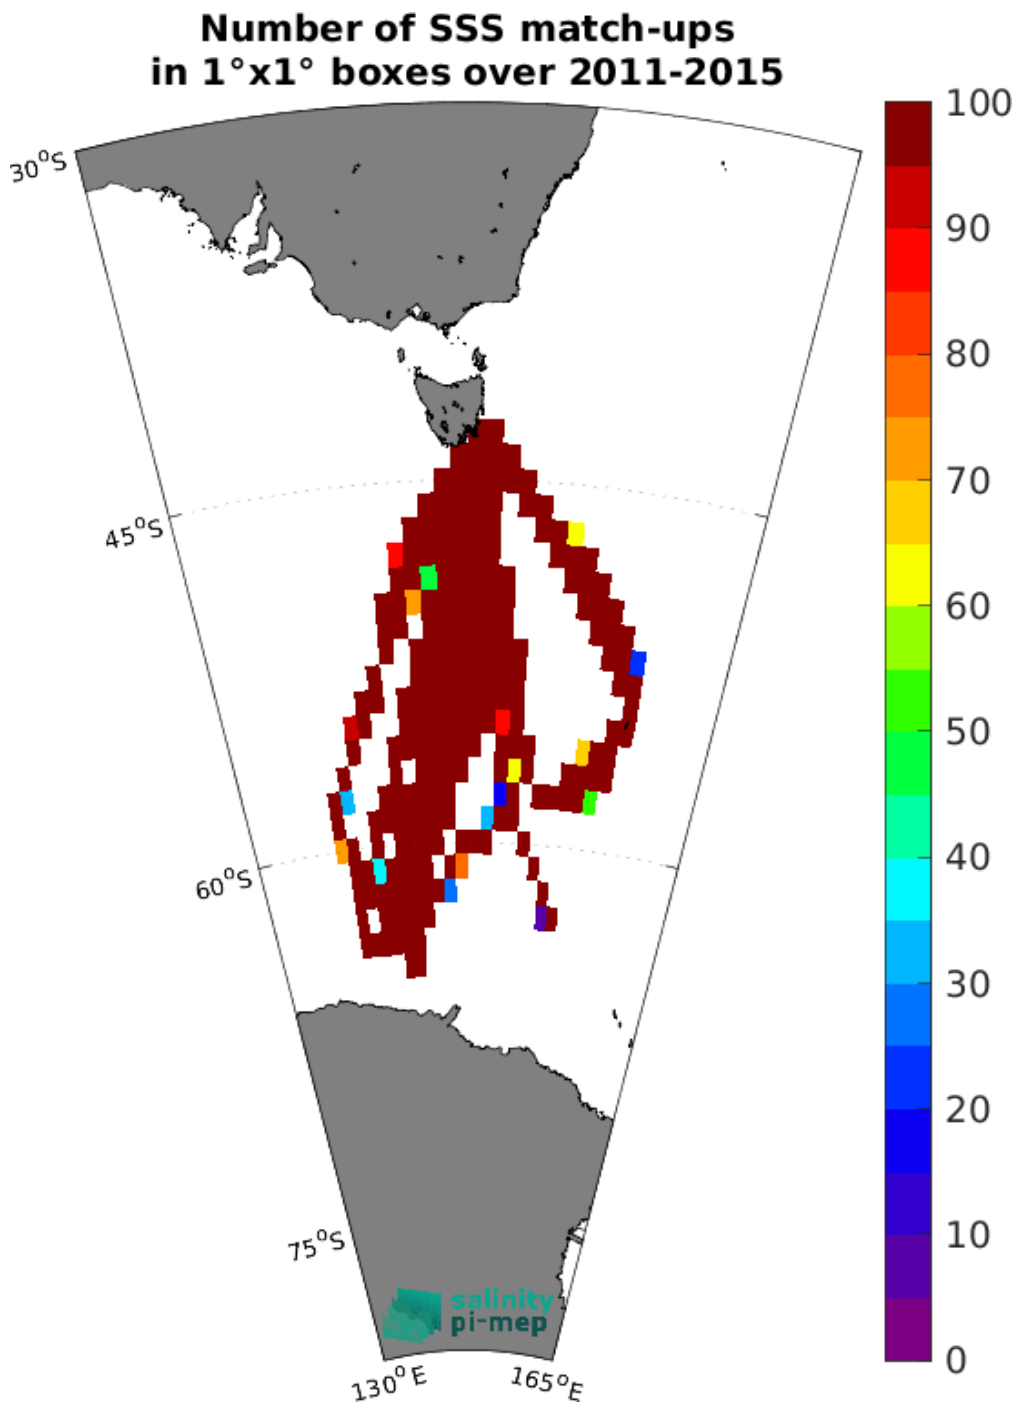 Number of SSS match-ups
in 1°x1° boxes over 2011-2015
30°S
45°S
60°S
75°S
130°E
165°E
salinity
pi-mep
100
90
80
70
60
50
40
30
20
10
0